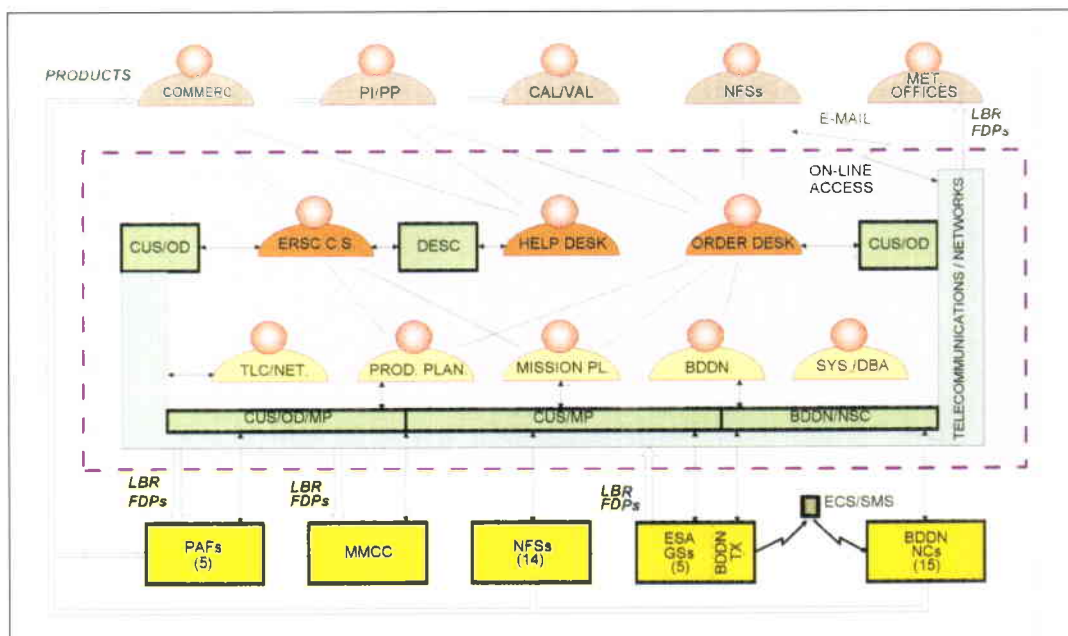 PRODUCTS
COMMERC
PI/PP
CAL/VAL
NFSs
MET.
OFFICES
E-MAIL
LBR
FDPs
ON-LINE
ACCESS
CUS/OD
ERSC C.S.
DESC
HELP DESK
ORDER DESK
CUS/OD
TELECOMMUNICATIONS / NETWORKS
TLC/NET.
PROD. PLAN.
MISSION PL.
BDDN
SYS./DBA
CUS/OD/MP
CUS/MP
BDDN/NSC
LBR
FDPs
LBR
FDPs
LBR
FDPs
ECS/SMS
PAFs
(5)
MMCC
NFSs
(14)
ESA
GSs
(5)
BDDN
TX
BDDN
NCs
(15)